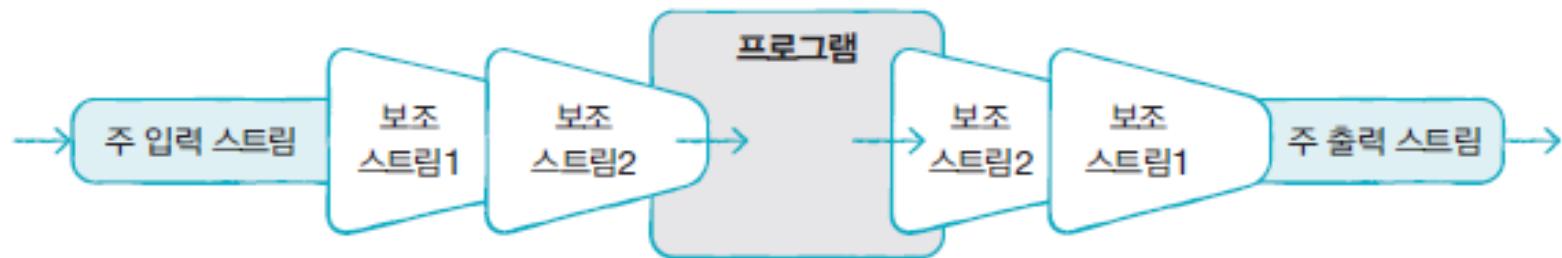 프로그램
주 입력 스트림
보조
스트림1
보조
스트림2
보조
스트림2
보조
스트림1
주 출력 스트림